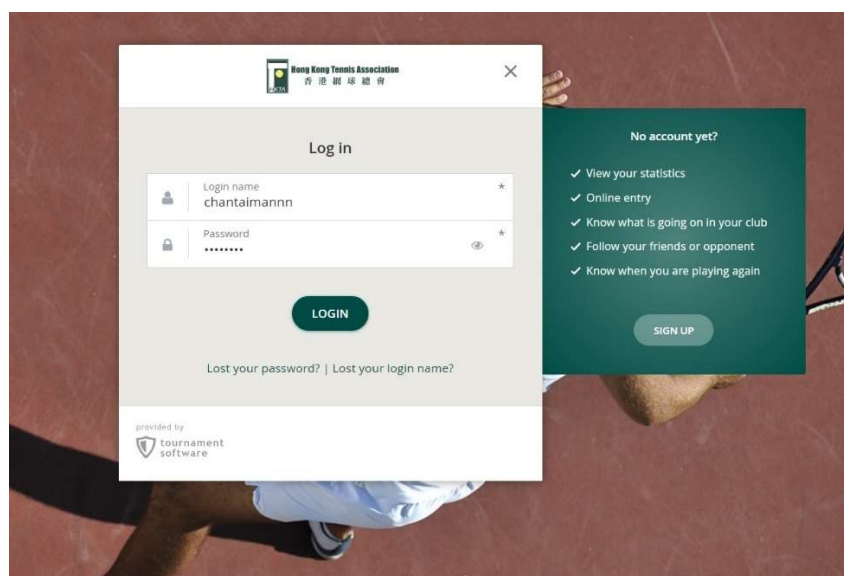 Hong Kong Tennis Association
香港網球總會
HKTA
Log in
Login name
*
chantaimannn
Password
*
••••••••
LOGIN
Lost your password? | Lost your login name?
provided by
tournament
software
No account yet?
✓ View your statistics
✓ Online entry
✓ Know what is going on in your club
✓ Follow your friends or opponent
✓ Know when you are playing again
SIGN UP